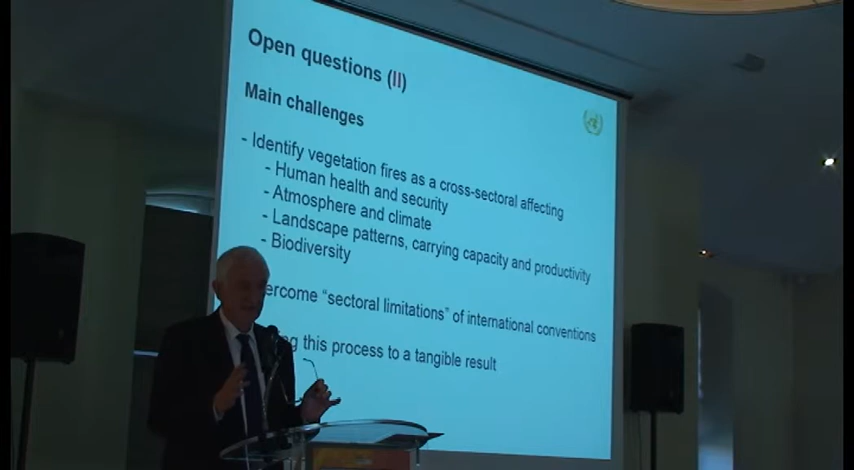 Open questions (II)
Main challenges
- Identify vegetation fires as a cross-sectoral affecting
- Human health and security
- Atmosphere and climate
- Landscape patterns, carrying capacity and productivity
- Biodiversity
ercome “sectoral limitations” of international conventions
g this process to a tangible result